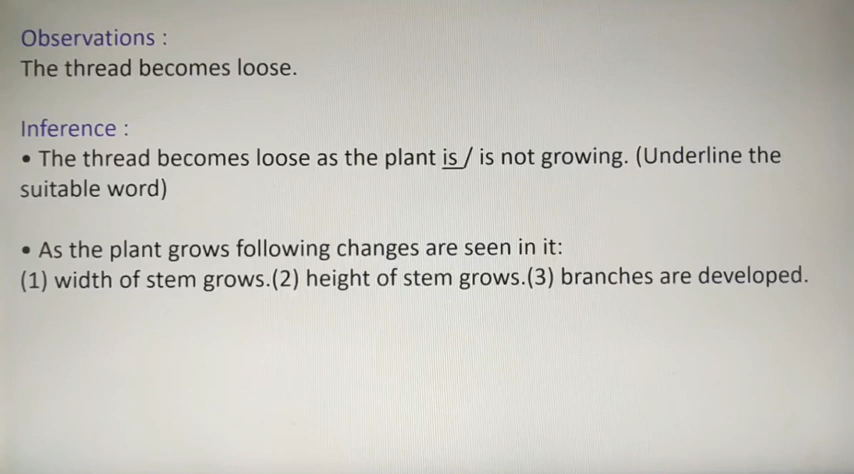 Observations :
The thread becomes loose.
Inference :
• The thread becomes loose as the plant is / is not growing. (Underline the
suitable word)
• As the plant grows following changes are seen in it:
(1) width of stem grows.(2) height of stem grows.(3) branches are developed.